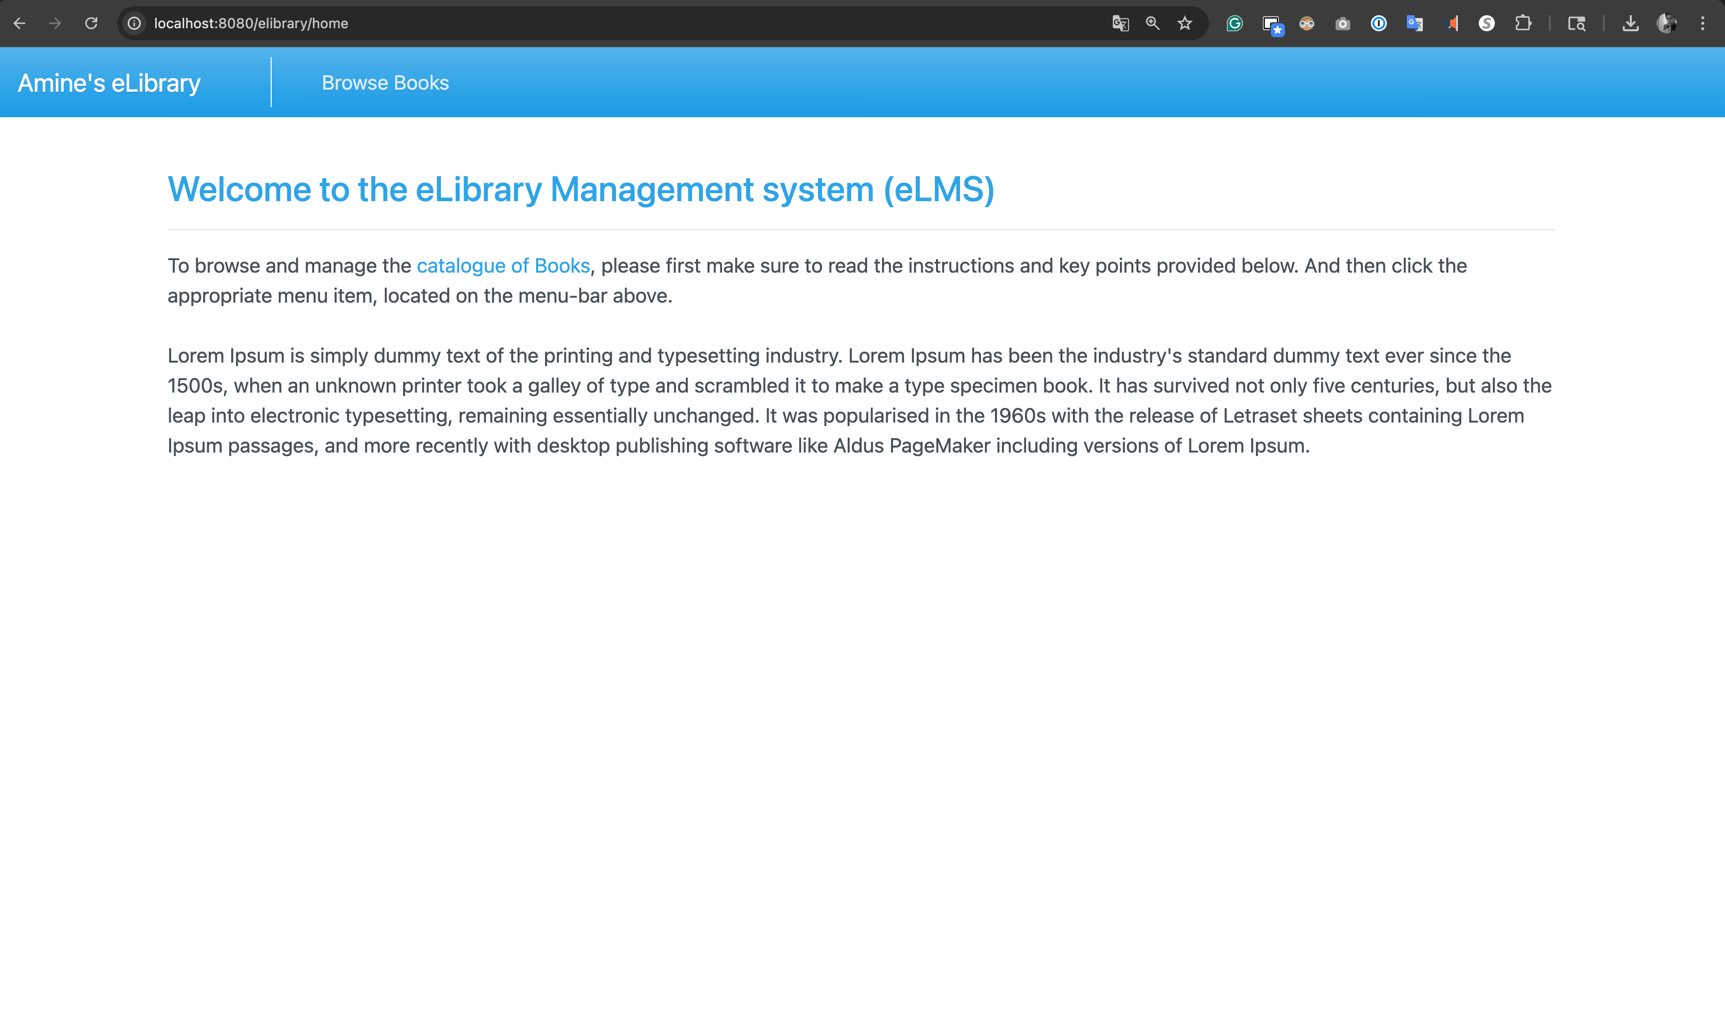 localhost:8080/elibrary/home
Amine's eLibrary
Browse Books
Welcome to the eLibrary Management system (eLMS)
To browse and manage the catalogue of Books, please first make sure to read the instructions and key points provided below. And then click the
appropriate menu item, located on the menu-bar above.
Lorem Ipsum is simply dummy text of the printing and typesetting industry. Lorem Ipsum has been the industry's standard dummy text ever since the
1500s, when an unknown printer took a galley of type and scrambled it to make a type specimen book. It has survived not only five centuries, but also the
leap into electronic typesetting, remaining essentially unchanged. It was popularised in the 1960s with the release of Letraset sheets containing Lorem
Ipsum passages, and more recently with desktop publishing software like Aldus PageMaker including versions of Lorem Ipsum.